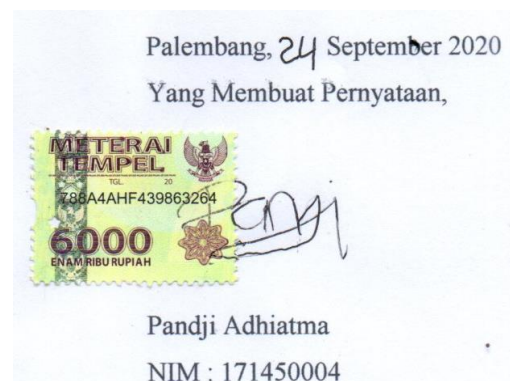 Palembang, 24 September 2020
Yang Membuat Pernyataan,
METERAI
TEMPEL
TGL. 20
788A4AHF439863264
6000
ENAM RIBU RUPIAH
Pandji Adhiatma
NIM : 171450004